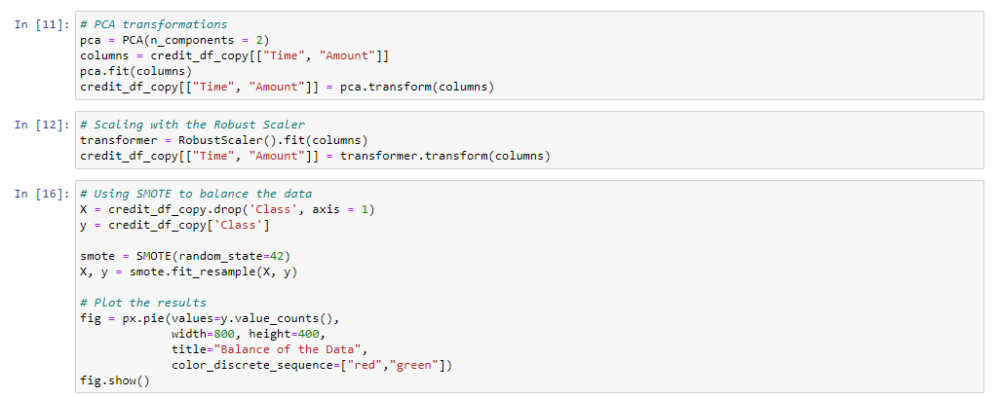 In [11]: # PCA transformations
pca = PCA(n_components = 2)
columns = credit_df_copy[["Time", "Amount"]]
pca.fit(columns)
credit_df_copy[["Time", "Amount"]] = pca.transform(columns)
In [12]: # Scaling with the Robust Scaler
transformer = RobustScaler().fit(columns)
credit_df_copy[["Time", "Amount"]] = transformer.transform(columns)
In [16]: # Using SMOTE to balance the data
X = credit_df_copy.drop('Class', axis = 1)
y = credit_df_copy['Class']
smote = SMOTE(random_state=42)
X, y = smote.fit_resample(X, y)
# Plot the results
fig = px.pie(values=y.value_counts(),
width=800, height=400,
title="Balance of the Data",
color_discrete_sequence=["red","green"])
fig.show()